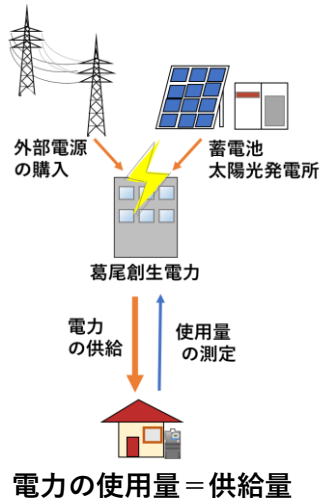 外部電源
の購入
蓄電池
太陽光発電所
葛尾創生電力
電力
の供給
使用量
の測定
電力の使用量＝供給量